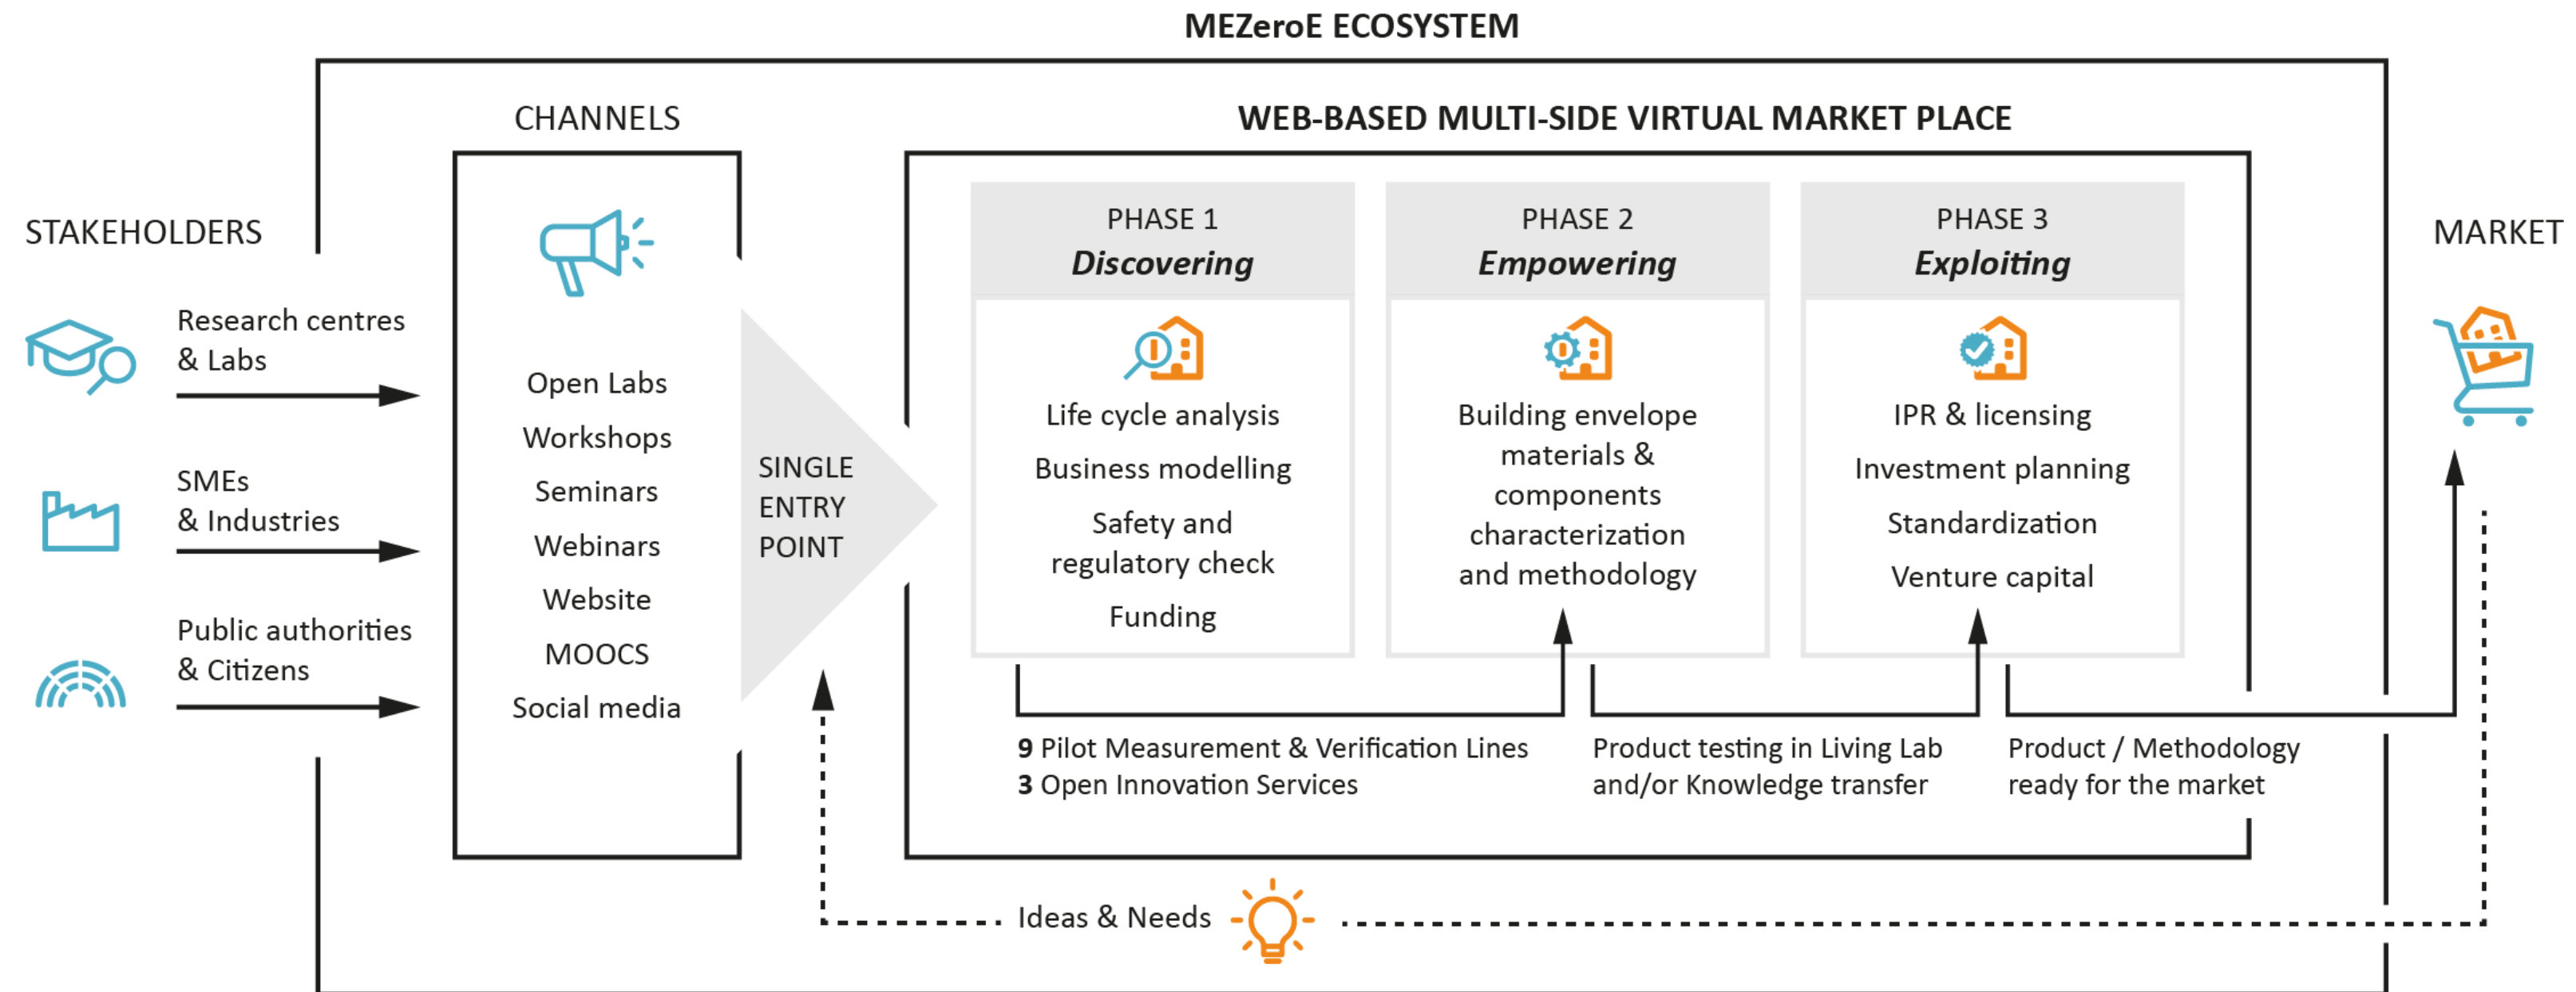 MEZeroE ECOSYSTEM
STAKEHOLDERS
Research centres
& Labs
SMEs
& Industries
Public authorities
& Citizens
CHANNELS
Open Labs
Workshops
Seminars
Webinars
Website
MOOCS
Social media
SINGLE
ENTRY
POINT
WEB-BASED MULTI-SIDE VIRTUAL MARKET PLACE
PHASE 1
Discovering
Life cycle analysis
Business modelling
Safety and
regulatory check
Funding
PHASE 2
Empowering
Building envelope
materials &
components
characterization
and methodology
PHASE 3
Exploiting
IPR & licensing
Investment planning
Standardization
Venture capital
9 Pilot Measurement & Verification Lines
3 Open Innovation Services
Product testing in Living Lab
and/or Knowledge transfer
Product / Methodology
ready for the market
MARKET
Ideas & Needs